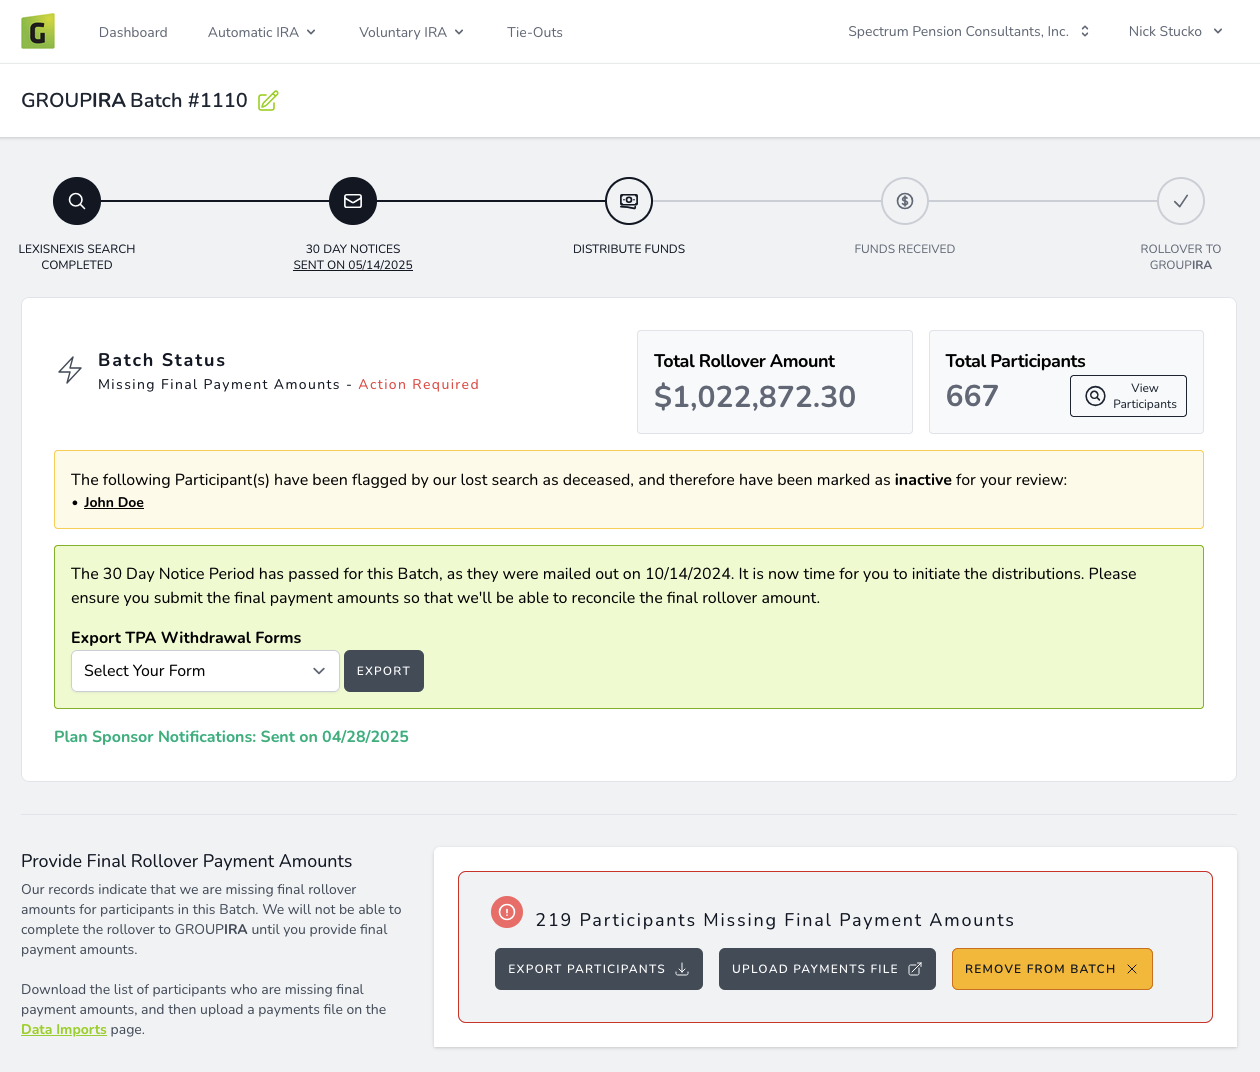 G
Dashboard
Automatic IRA
Voluntary IRA
Tie-Outs
Spectrum Pension Consultants, Inc.
Nick Stucko
GROUPIRA Batch #1110
LEXISNEXIS SEARCH
COMPLETED
30 DAY NOTICES
SENT ON 05/14/2025
DISTRIBUTE FUNDS
FUNDS RECEIVED
ROLLOVER TO
GROUPIRA
Batch Status
Missing Final Payment Amounts - Action Required
Total Rollover Amount
$1,022,872.30
Total Participants
667
View
Participants
The following Participant(s) have been flagged by our lost search as deceased, and therefore have been marked as inactive for your review:
• John Doe
The 30 Day Notice Period has passed for this Batch, as they were mailed out on 10/14/2024. It is now time for you to initiate the distributions. Please
ensure you submit the final payment amounts so that we'll be able to reconcile the final rollover amount.
Export TPA Withdrawal Forms
Select Your Form
EXPORT
Plan Sponsor Notifications: Sent on 04/28/2025
Provide Final Rollover Payment Amounts
Our records indicate that we are missing final rollover
amounts for participants in this Batch. We will not be able to
complete the rollover to GROUPIRA until you provide final
payment amounts.
Download the list of participants who are missing final
payment amounts, and then upload a payments file on the
Data Imports page.
219 Participants Missing Final Payment Amounts
EXPORT PARTICIPANTS
UPLOAD PAYMENTS FILE
REMOVE FROM BATCH